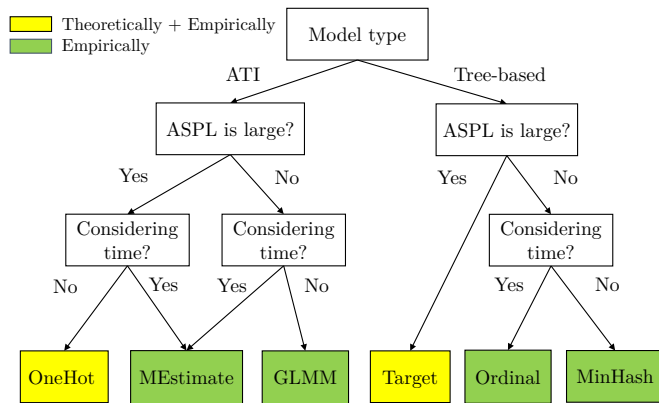 Theoretically + Empirically
Empirically
Model type
ATI
Tree-based
ASPL is large?
ASPL is large?
Yes
No
Yes
No
Considering
time?
Considering
time?
Considering
time?
No
Yes
Yes
No
Yes
No
OneHot
MEstimate
GLMM
Target
Ordinal
MinHash